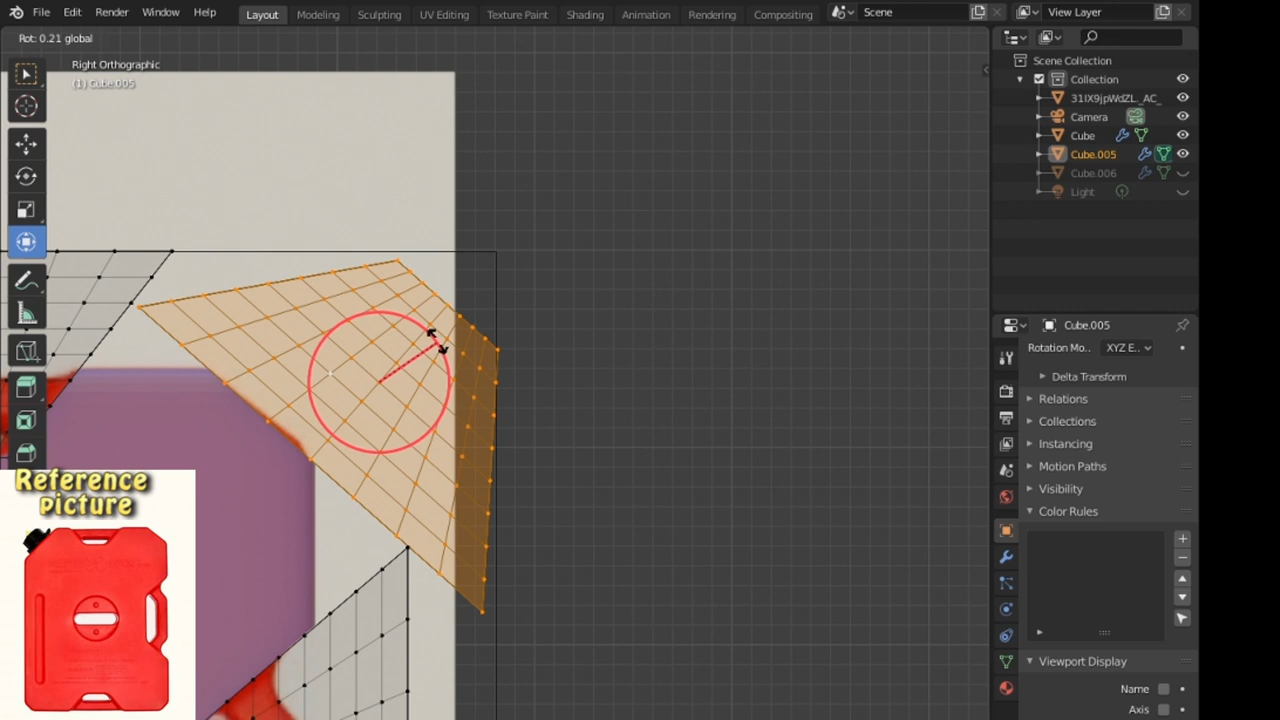 File Edit Render Window Help Layout Modeling Sculpting UV Editing Texture Paint Shading Animation Rendering Compositing Scene View Layer
Rot: 0.21 global
Right Orthographic
(1) Cube.005
Scene Collection
Collection
31IX9jpWdZL._AC_
Camera
Cube
Cube.005
Cube.006
Light
Cube.005
Rotation Mo.. XYZ E..
Delta Transform
Relations
Collections
Instancing
Motion Paths
Visibility
Color Rules
Viewport Display
Name
Axis
Reference
picture